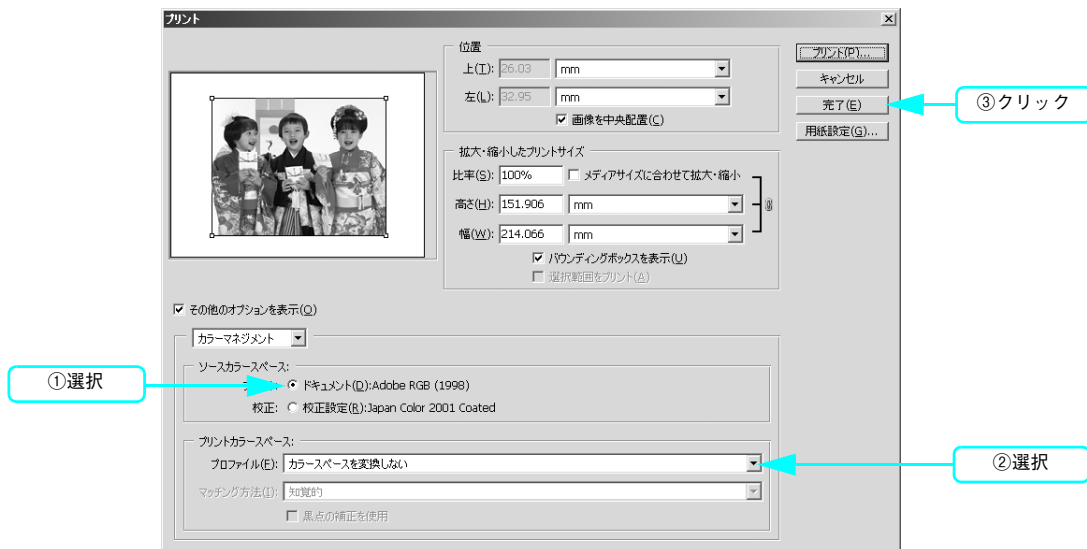 プリント
位置
上(T): 26.03 mm
左(L): 32.95 mm
画像を中央配置(C)
プリント(P)...
キャンセル
完了(E)
用紙設定(G)...
③クリック
拡大・縮小したプリントサイズ
比率(S): 100% メディアサイズに合わせて拡大・縮小
高さ(H): 151.906 mm
幅(W): 214.066 mm
バウンディングボックスを表示(U)
選択範囲をプリント(A)
その他のオプションを表示(O)
カラーマネジメント
ソースカラースペース:
①選択
ドキュメント(D):Adobe RGB (1998)
校正: 校正設定(R):Japan Color 2001 Coated
プリントカラースペース:
プロファイル(F): カラースペースを変換しない
②選択
マッチング方法(I): 知覚的
黒点の補正を使用